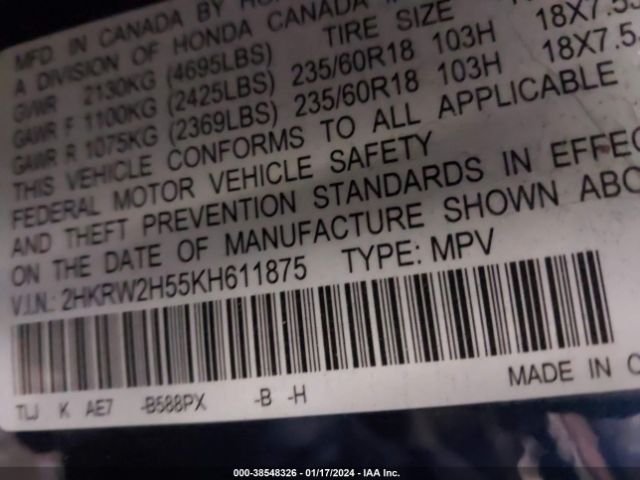 MFD IN CANADA BY HON
A DIVISION OF HONDA CANADA
GVWR 2130KG (4695LBS) TIRE SIZE
GAWR F 1100KG (2425LBS) 235/60R18 103H 18X7.5
GAWR R 1075KG (2369LBS) 235/60R18 103H 18X7.5
THIS VEHICLE CONFORMS TO ALL APPLICABLE
FEDERAL MOTOR VEHICLE SAFETY
AND THEFT PREVENTION STANDARDS IN EFFEC
ON THE DATE OF MANUFACTURE SHOWN ABO
V.I.N.: 2HKRW2H55KH611875 TYPE: MPV
TLJ K AE7 -B588PX -B -H MADE IN C
000-38548326 - 01/17/2024 - IAA Inc.